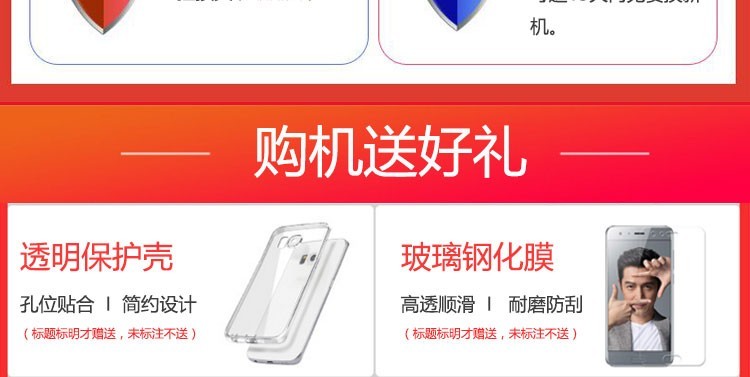 机。
购机送好礼
透明保护壳
孔位贴合 | 简约设计
（标题标明才赠送，未标注不送）
玻璃钢化膜
高透顺滑 | 耐磨防刮
（标题标明才赠送，未标注不送）